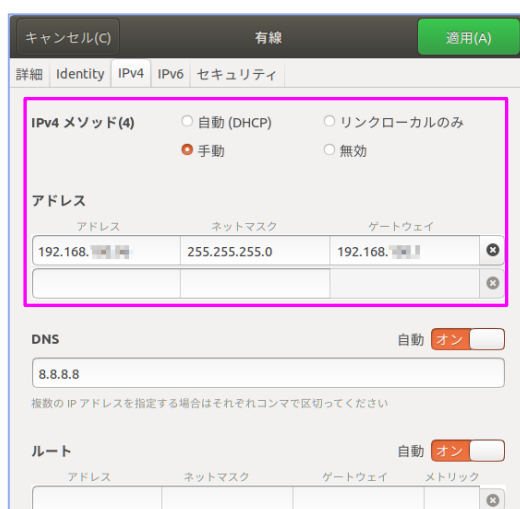 キャンセル(C) 有線 適用(A)
詳細 Identity IPv4 IPv6 セキュリティ
IPv4 メソッド(4) 自動 (DHCP) リンクローカルのみ
手動 無効
アドレス
アドレス ネットマスク ゲートウェイ
192.168. 255.255.255.0 192.168.
DNS 自動 オン
8.8.8.8
複数の IP アドレスを指定する場合はそれぞれコンマで区切ってください
ルート 自動 オン
アドレス ネットマスク ゲートウェイ メトリック